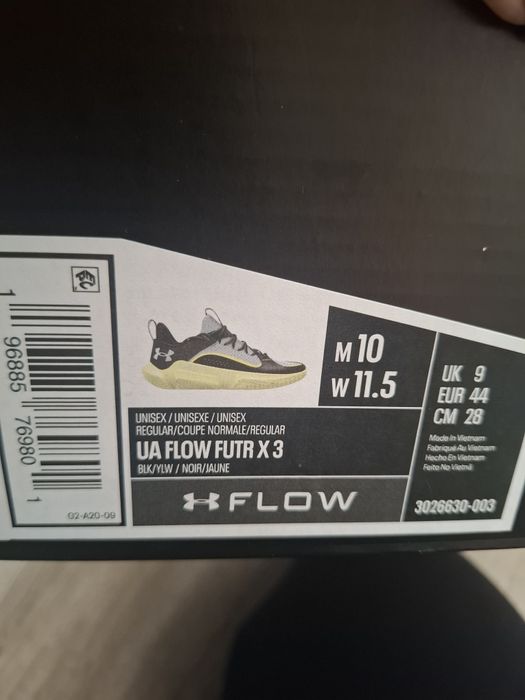 1 96885 76980 1
02-A20-09
M 10
W 11.5
UK 9
EUR 44
CM 28
Made in Vietnam
Fabriqué Au Vietnam
Hecho En Vietnam
Feito No Vietnã
UNISEX / UNISEXE / UNISEX
REGULAR/COUPE NORMALE/REGULAR
UA FLOW FUTR X 3
BLK/YLW / NOIR/JAUNE
FLOW
3026630-003